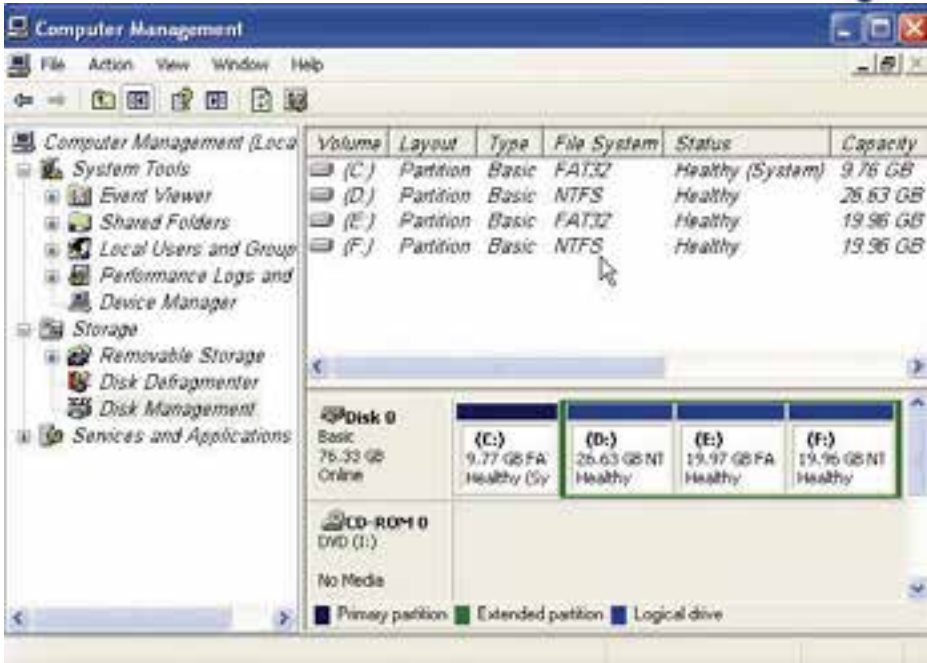 Computer Management
File Action View Window Help
Computer Management (Loca
System Tools
Event Viewer
Shared Folders
Local Users and Group
Performance Logs and
Device Manager
Storage
Removable Storage
Disk Defragmenter
Disk Management
Services and Applications
Volume Layout Type File System Status Capacity
(C:) Partition Basic FAT32 Healthy (System) 9.76 GB
(D:) Partition Basic NTFS Healthy 26.63 GB
(E:) Partition Basic FAT32 Healthy 19.96 GB
(F:) Partition Basic NTFS Healthy 19.96 GB
Disk 0
Basic
76.33 GB
Online
(C:)
9.77 GB FA
Healthy (Sy
(D:)
26.63 GB NT
Healthy
(E:)
19.97 GB FA
Healthy
(F:)
19.96 GB NT
Healthy
CD-ROM 0
DVD (I:)
No Media
Primary partition Extended partition Logical drive